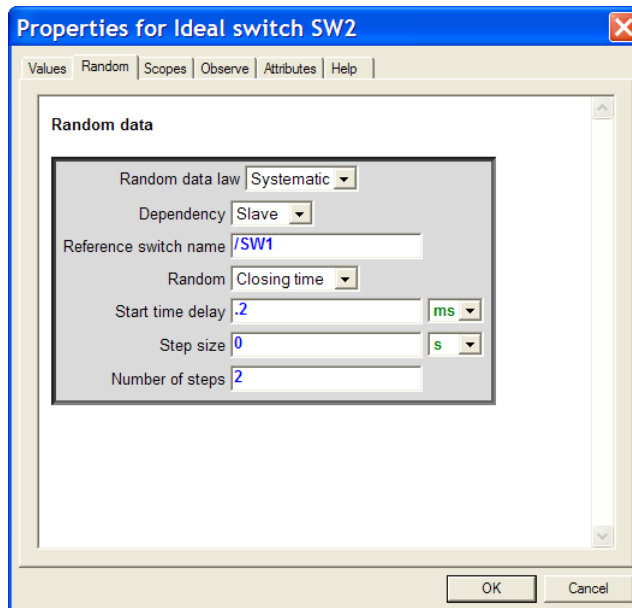 Properties for Ideal switch SW2
Values Random Scopes Observe Attributes Help
Random data
Random data law Systematic
Dependency Slave
Reference switch name /SW1
Random Closing time
Start time delay .2 ms
Step size 0 s
Number of steps 2
OK Cancel